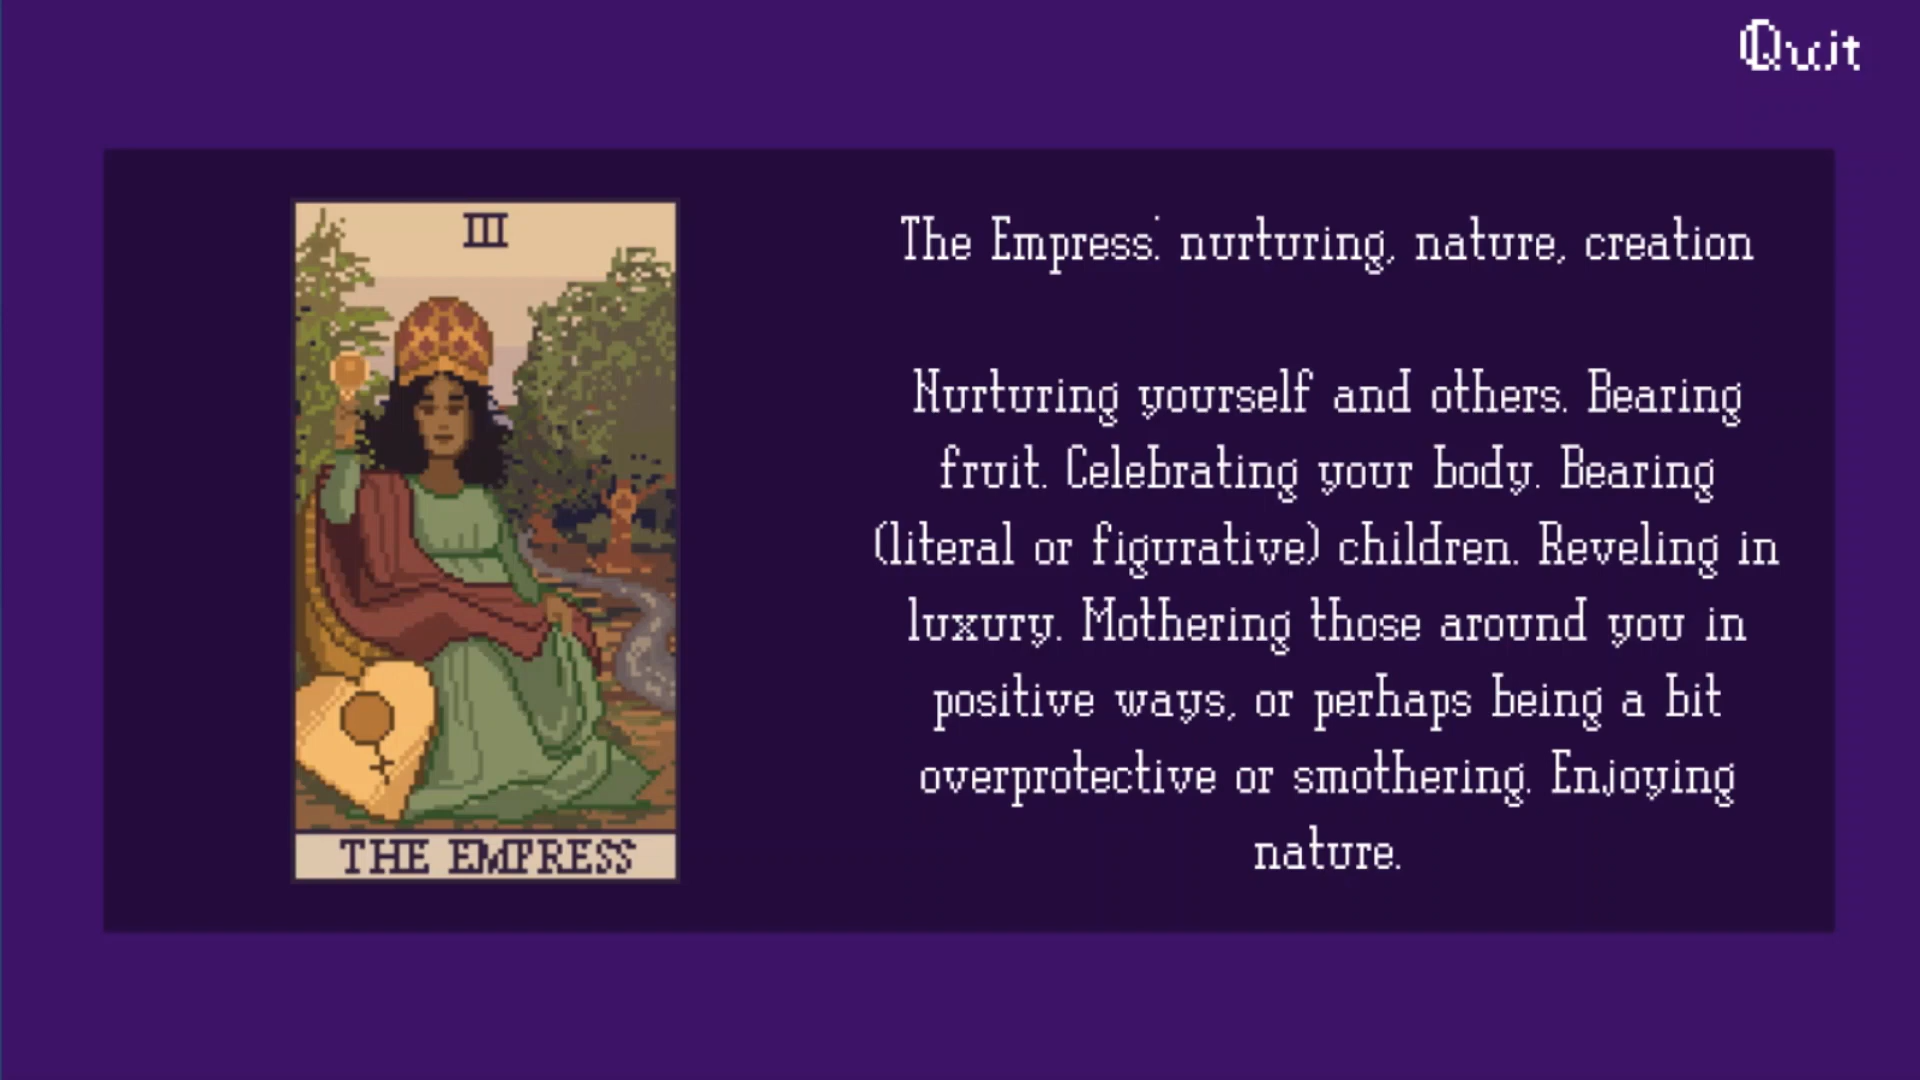 Quit
III
THE EMPRESS
The Empress: nurturing, nature, creation
Nurturing yourself and others. Bearing
fruit. Celebrating your body. Bearing
(literal or figurative) children. Reveling in
luxury. Mothering those around you in
positive ways, or perhaps being a bit
overprotective or smothering. Enjoying
nature.